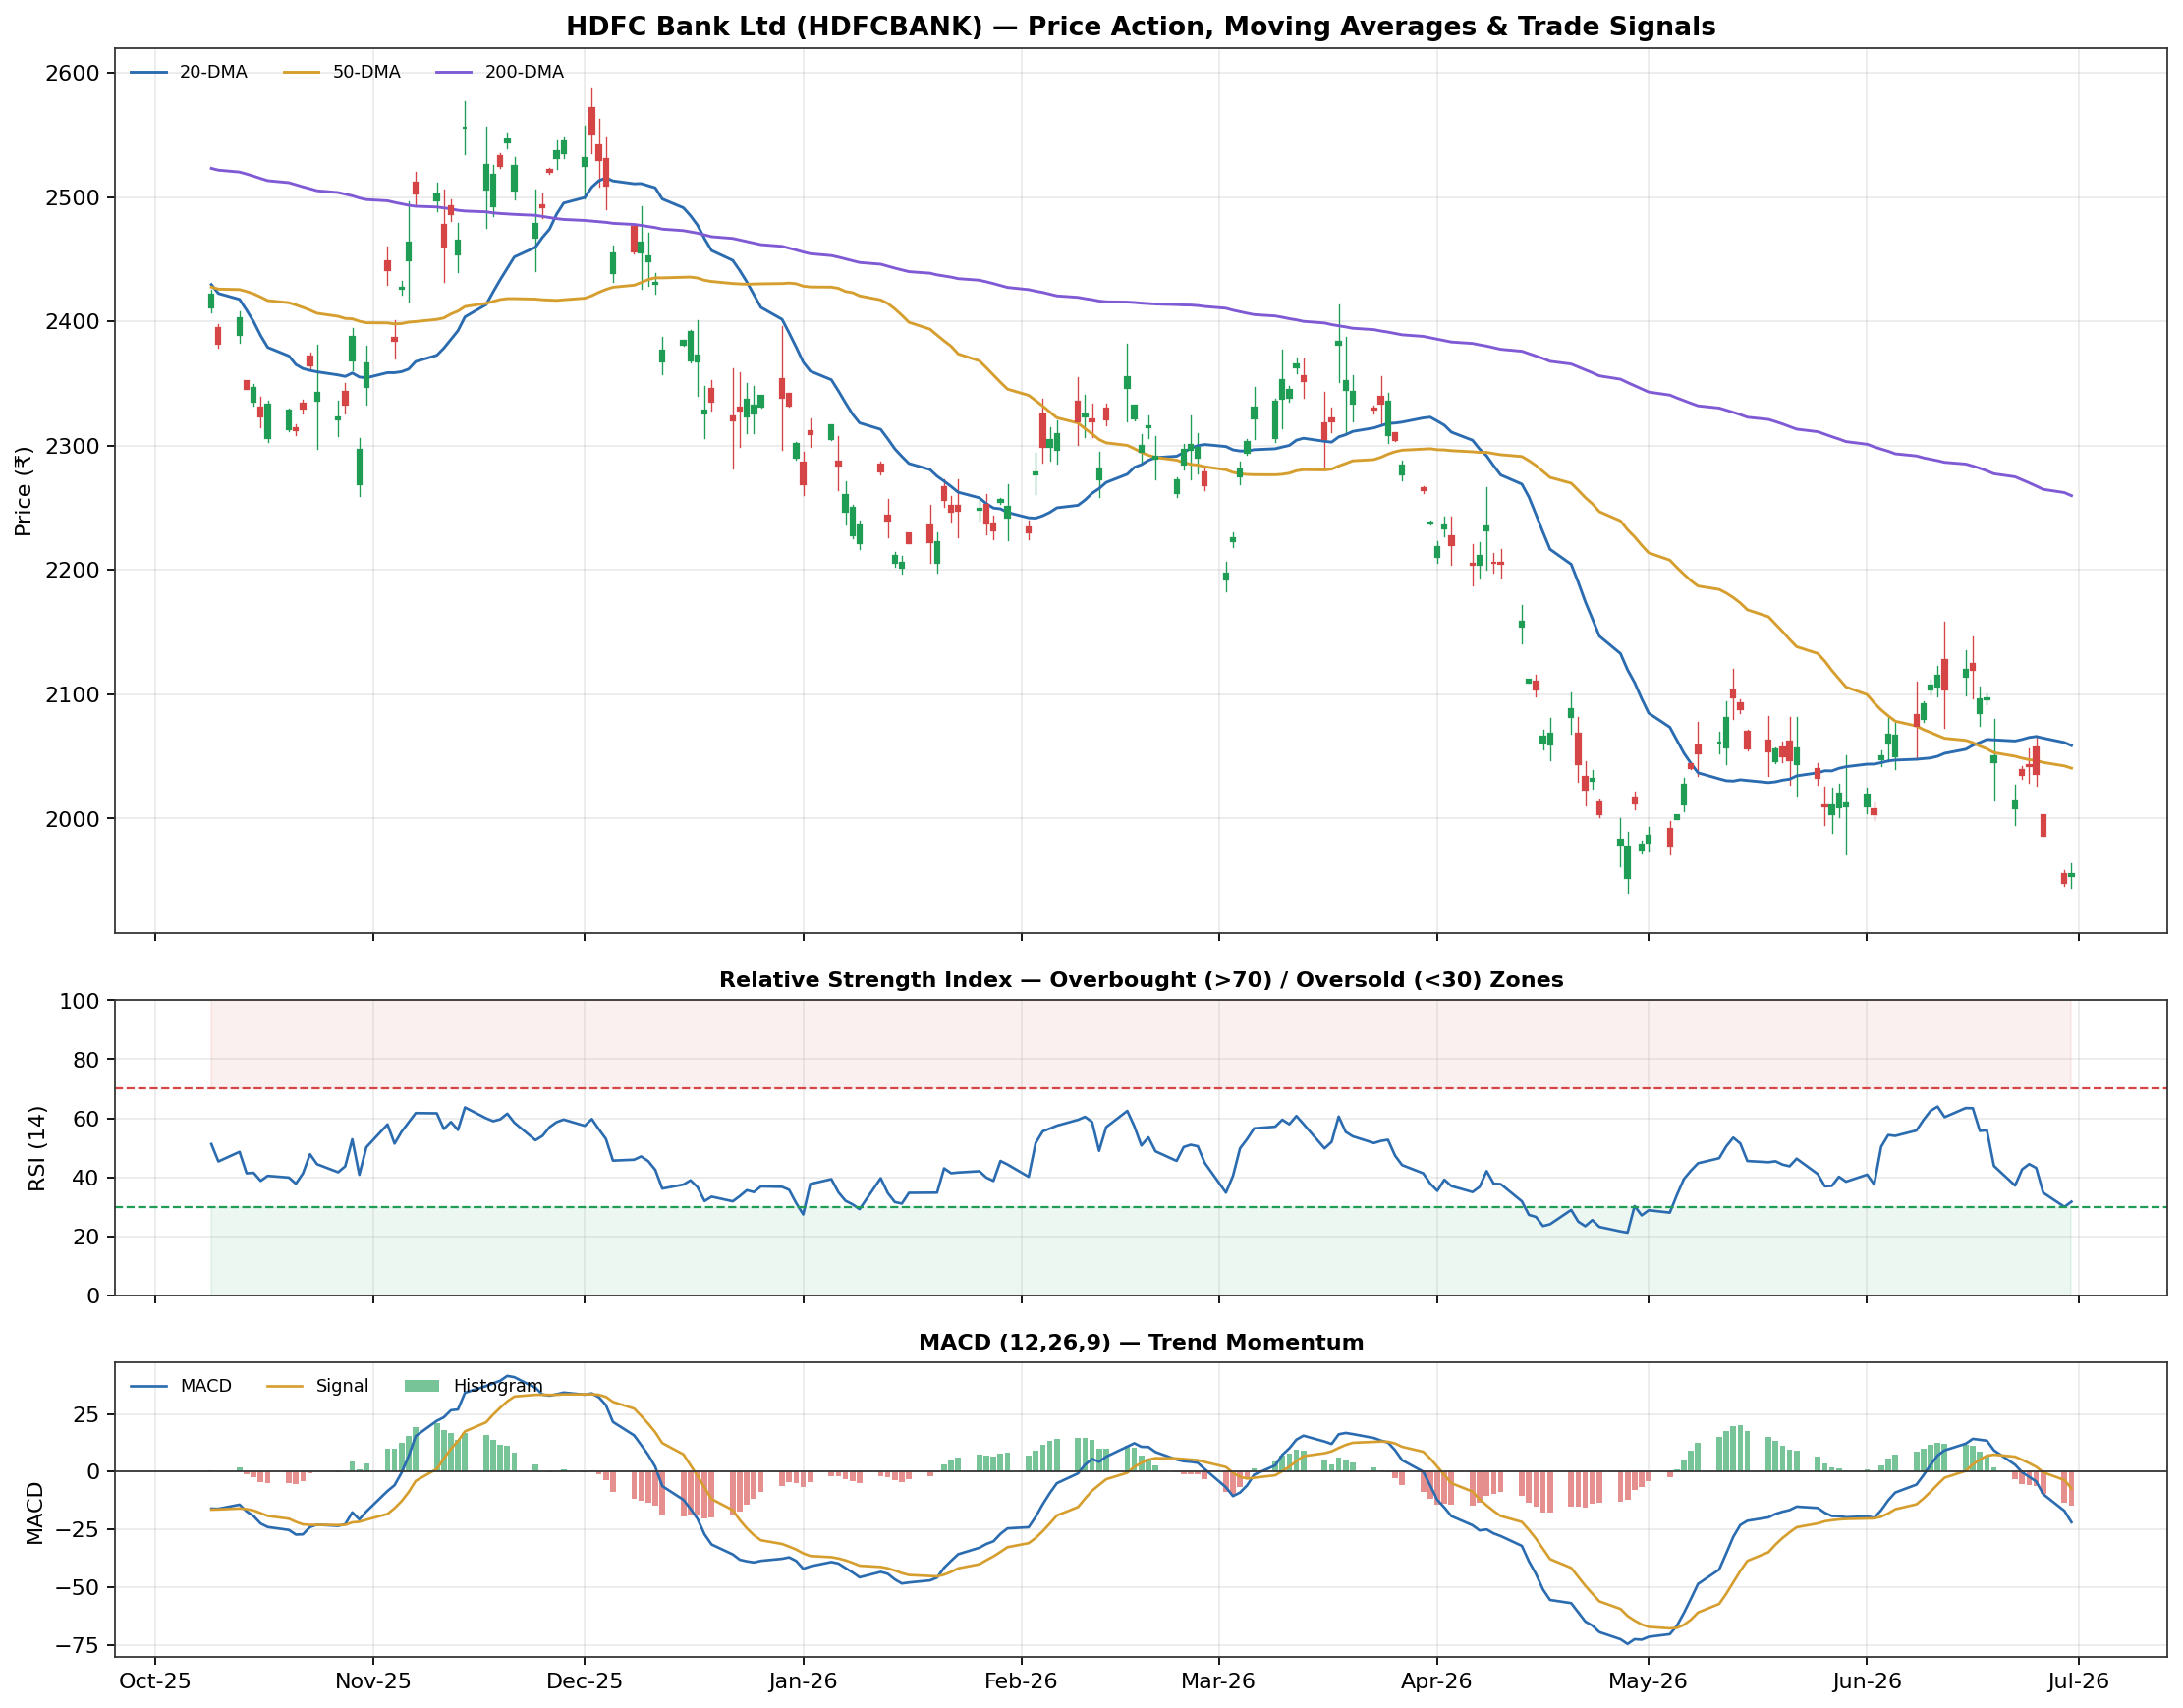 HDFC Bank Ltd (HDFCBANK) — Price Action, Moving Averages & Trade Signals
20-DMA 50-DMA 200-DMA
2600
2500
2400
2300
2200
2100
2000
Price (₹)
Relative Strength Index — Overbought (>70) / Oversold (<30) Zones
100
80
60
40
20
0
RSI (14)
MACD (12,26,9) — Trend Momentum
MACD Signal Histogram
25
0
−25
−50
−75
MACD
Oct-25 Nov-25 Dec-25 Jan-26 Feb-26 Mar-26 Apr-26 May-26 Jun-26 Jul-26